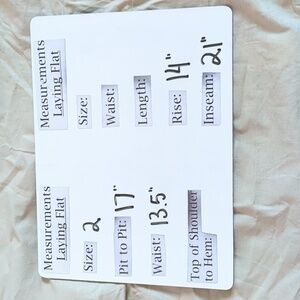 Measurements
Laying Flat
Size: 2
Pit to Pit: 17"
Waist: 13.5"
Top of Shoulder
to Hem:
Measurements
Laying Flat
Size:
Waist:
Length:
Rise: 14"
Inseam: 21"